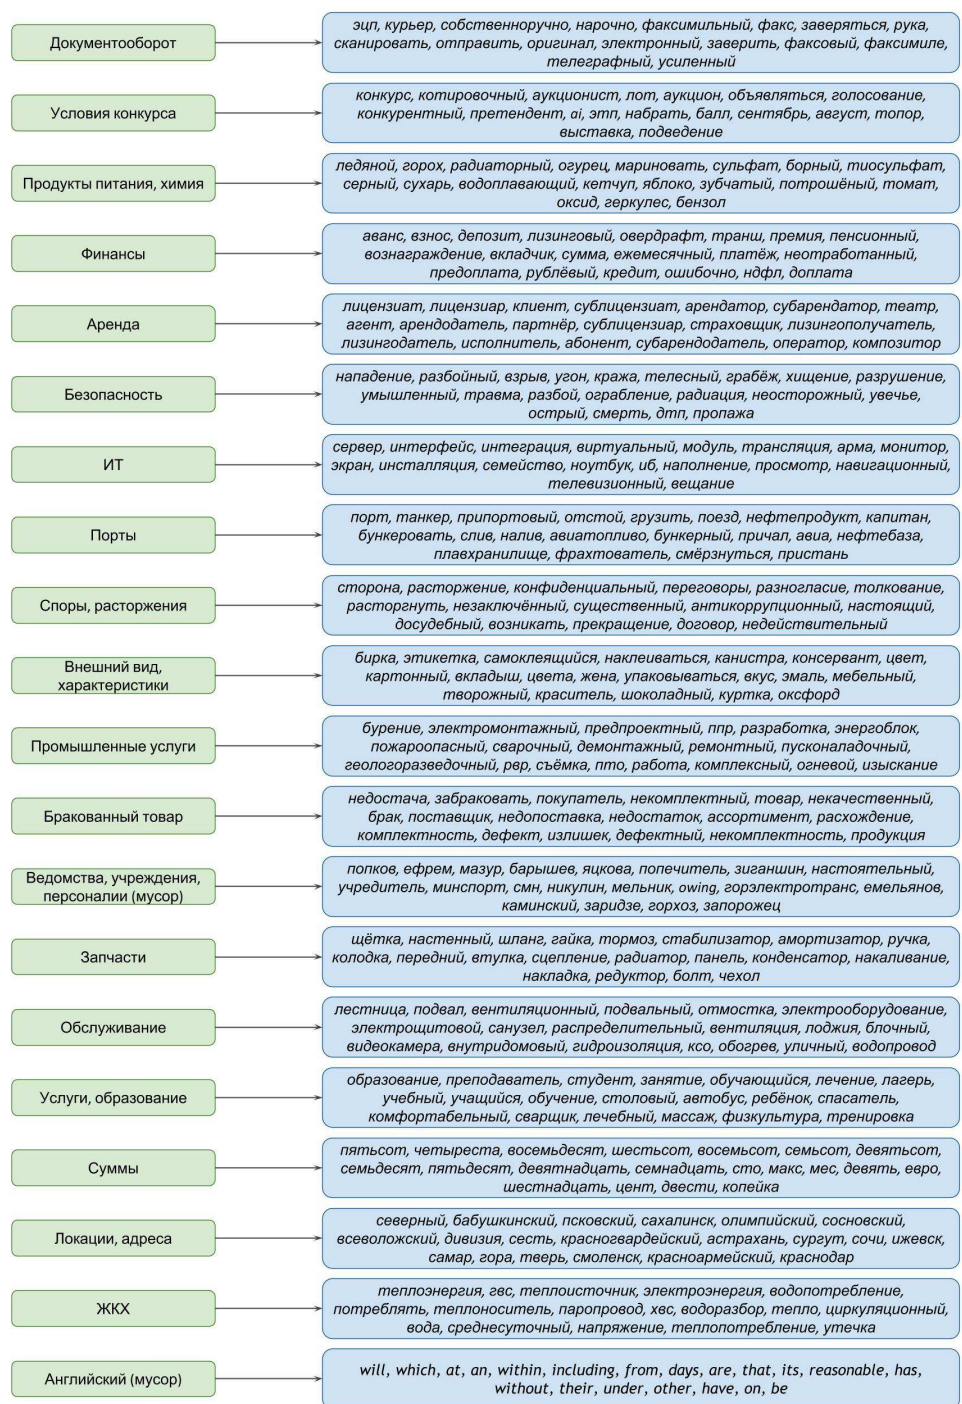 Документооборот
эцп, курьер, собственноручно, нарочно, факсимильный, факс, заверяться, рука,
сканировать, отправить, оригинал, электронный, заверить, факсовый, факсимиле,
телеграфный, усиленный
Условия конкурса
конкурс, котировочный, аукционист, лот, аукцион, объявляться, голосование,
конкурентный, претендент, ai, этп, набрать, балл, сентябрь, август, топор,
выставка, подведение
Продукты питания, химия
ледяной, горох, радиаторный, огурец, мариновать, сульфат, борный, тиосульфат,
серный, сухарь, водоплавающий, кетчуп, яблоко, зубчатый, потрошёный, томат,
оксид, геркулес, бензол
Финансы
аванс, взнос, депозит, лизинговый, овердрафт, транш, премия, пенсионный,
вознаграждение, вкладчик, сумма, ежемесячный, платёж, неотработанный,
предоплата, рублёвый, кредит, ошибочно, ндфл, доплата
Аренда
лицензиат, лицензиар, клиент, сублицензиат, арендатор, субарендатор, театр,
агент, арендодатель, партнёр, сублицензиар, страховщик, лизингополучатель,
лизингодатель, исполнитель, абонент, субарендодатель, оператор, композитор
Безопасность
нападение, разбойный, взрыв, угон, кража, телесный, грабёж, хищение, разрушение,
умышленный, травма, разбой, ограбление, радиация, неосторожный, увечье,
острый, смерть, дтп, пропажа
ИТ
сервер, интерфейс, интеграция, виртуальный, модуль, трансляция, арма, монитор,
экран, инсталляция, семейство, ноутбук, иб, наполнение, просмотр, навигационный,
телевизионный, вещание
Порты
порт, танкер, припортовый, отстой, грузить, поезд, нефтепродукт, капитан,
бункеровать, слив, налив, авиатопливо, бункерный, причал, авиа, нефтебаза,
плавхранилище, фрахтователь, смёрзнуться, пристань
Споры, расторжения
сторона, расторжение, конфиденциальный, переговоры, разногласие, толкование,
расторгнуть, незаключённый, существенный, антикоррупционный, настоящий,
досудебный, возникать, прекращение, договор, недействительный
Внешний вид,
характеристики
бирка, этикетка, самоклеящийся, наклеиваться, канистра, консервант, цвет,
картонный, вкладыш, цвета, жена, упаковываться, вкус, эмаль, мебельный,
творожный, краситель, шоколадный, куртка, оксфорд
Промышленные услуги
бурение, электромонтажный, предпроектный, ппр, разработка, энергоблок,
пожароопасный, сварочный, демонтажный, ремонтный, пусконаладочный,
геологоразведочный, рвр, съёмка, пто, работа, комплексный, огневой, изыскание
Бракованный товар
недостача, забраковать, покупатель, некомплектный, товар, некачественный,
брак, поставщик, недопоставка, недостаток, ассортимент, расхождение,
комплектность, дефект, излишек, дефектный, некомплектность, продукция
Ведомства, учреждения,
персоналии (мусор)
попков, ефрем, мазур, барышев, яцкова, попечитель, зиганшин, настоятельный,
учредитель, минспорт, смн, никулин, мельник, owing, горэлектротранс, емельянов,
каминский, заридзе, горхоз, запорожец
Запчасти
щётка, настенный, шланг, гайка, тормоз, стабилизатор, амортизатор, ручка,
колодка, передний, втулка, сцепление, радиатор, панель, конденсатор, накаливание,
накладка, редуктор, болт, чехол
Обслуживание
лестница, подвал, вентиляционный, подвальный, отмостка, электрооборудование,
электрощитовой, санузел, распределительный, вентиляция, лоджия, блочный,
видеокамера, внутридомовый, гидроизоляция, ксо, обогрев, уличный, водопровод
Услуги, образование
образование, преподаватель, студент, занятие, обучающийся, лечение, лагерь,
учебный, учащийся, обучение, столовый, автобус, ребёнок, спасатель,
комфортабельный, сварщик, лечебный, массаж, физкультура, тренировка
Суммы
пятьсот, четыреста, восемьдесят, шестьсот, восемьсот, семьсот, девятьсот,
семьдесят, пятьдесят, девятнадцать, семнадцать, сто, макс, мес, девять, евро,
шестнадцать, цент, двести, копейка
Локации, адреса
северный, бабушкинский, псковский, сахалинск, олимпийский, сосновский,
всеволожский, дивизия, сесть, красногвардейский, астрахань, сургут, сочи, ижевск,
самар, гора, тверь, смоленск, красноармейский, краснодар
ЖКХ
теплоэнергия, гвс, теплоисточник, электроэнергия, водопотребление,
потреблять, теплоноситель, паропровод, хвс, водоразбор, тепло, циркуляционный,
вода, среднесуточный, напряжение, теплопотребление, утечка
Английский (мусор)
will, which, at, an, within, including, from, days, are, that, its, reasonable, has,
without, their, under, other, have, on, be